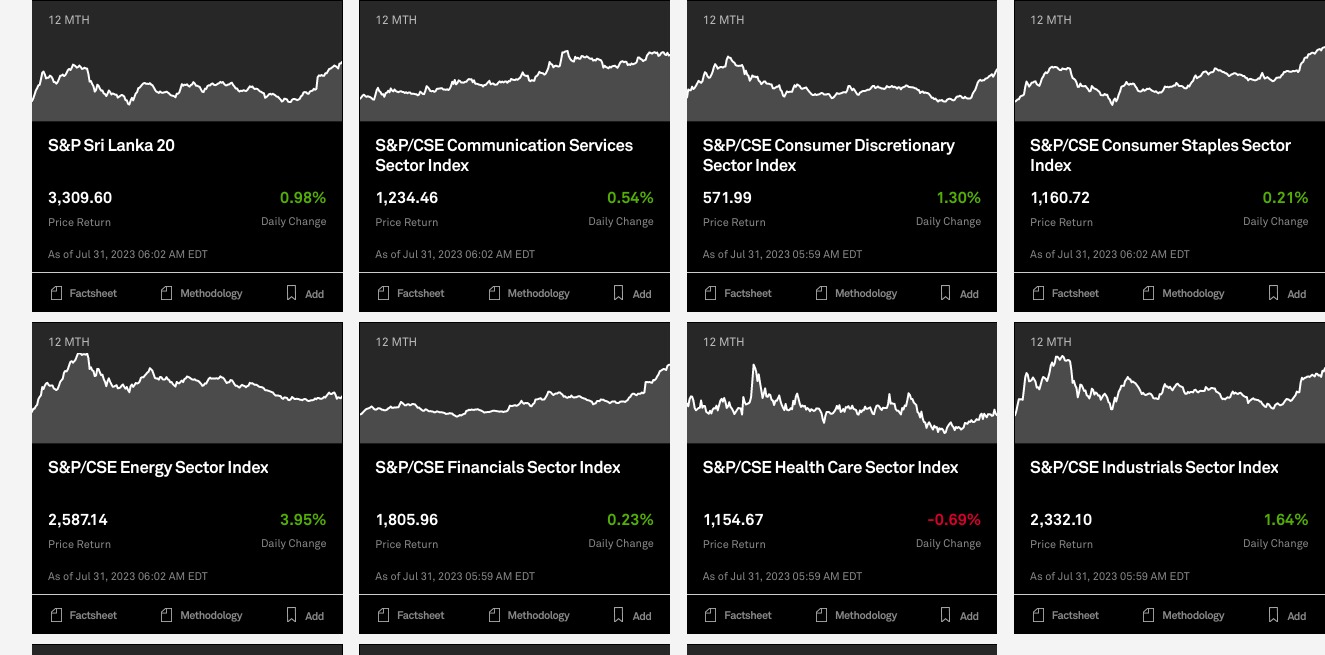 12 MTH
S&P Sri Lanka 20
3,309.60
0.98%
Price Return
Daily Change
As of Jul 31, 2023 06:02 AM EDT
Factsheet
Methodology
Add
12 MTH
S&P/CSE Communication Services
Sector Index
1,234.46
0.54%
Price Return
Daily Change
As of Jul 31, 2023 06:02 AM EDT
Factsheet
Methodology
Add
12 MTH
S&P/CSE Consumer Discretionary
Sector Index
571.99
1.30%
Price Return
Daily Change
As of Jul 31, 2023 05:59 AM EDT
Factsheet
Methodology
Add
12 MTH
S&P/CSE Consumer Staples Sector
Index
1,160.72
0.21%
Price Return
Daily Change
As of Jul 31, 2023 06:02 AM EDT
Factsheet
Methodology
Add
12 MTH
S&P/CSE Energy Sector Index
2,587.14
3.95%
Price Return
Daily Change
As of Jul 31, 2023 06:02 AM EDT
Factsheet
Methodology
Add
12 MTH
S&P/CSE Financials Sector Index
1,805.96
0.23%
Price Return
Daily Change
As of Jul 31, 2023 05:59 AM EDT
Factsheet
Methodology
Add
12 MTH
S&P/CSE Health Care Sector Index
1,154.67
-0.69%
Price Return
Daily Change
As of Jul 31, 2023 05:59 AM EDT
Factsheet
Methodology
Add
12 MTH
S&P/CSE Industrials Sector Index
2,332.10
1.64%
Price Return
Daily Change
As of Jul 31, 2023 05:59 AM EDT
Factsheet
Methodology
Add